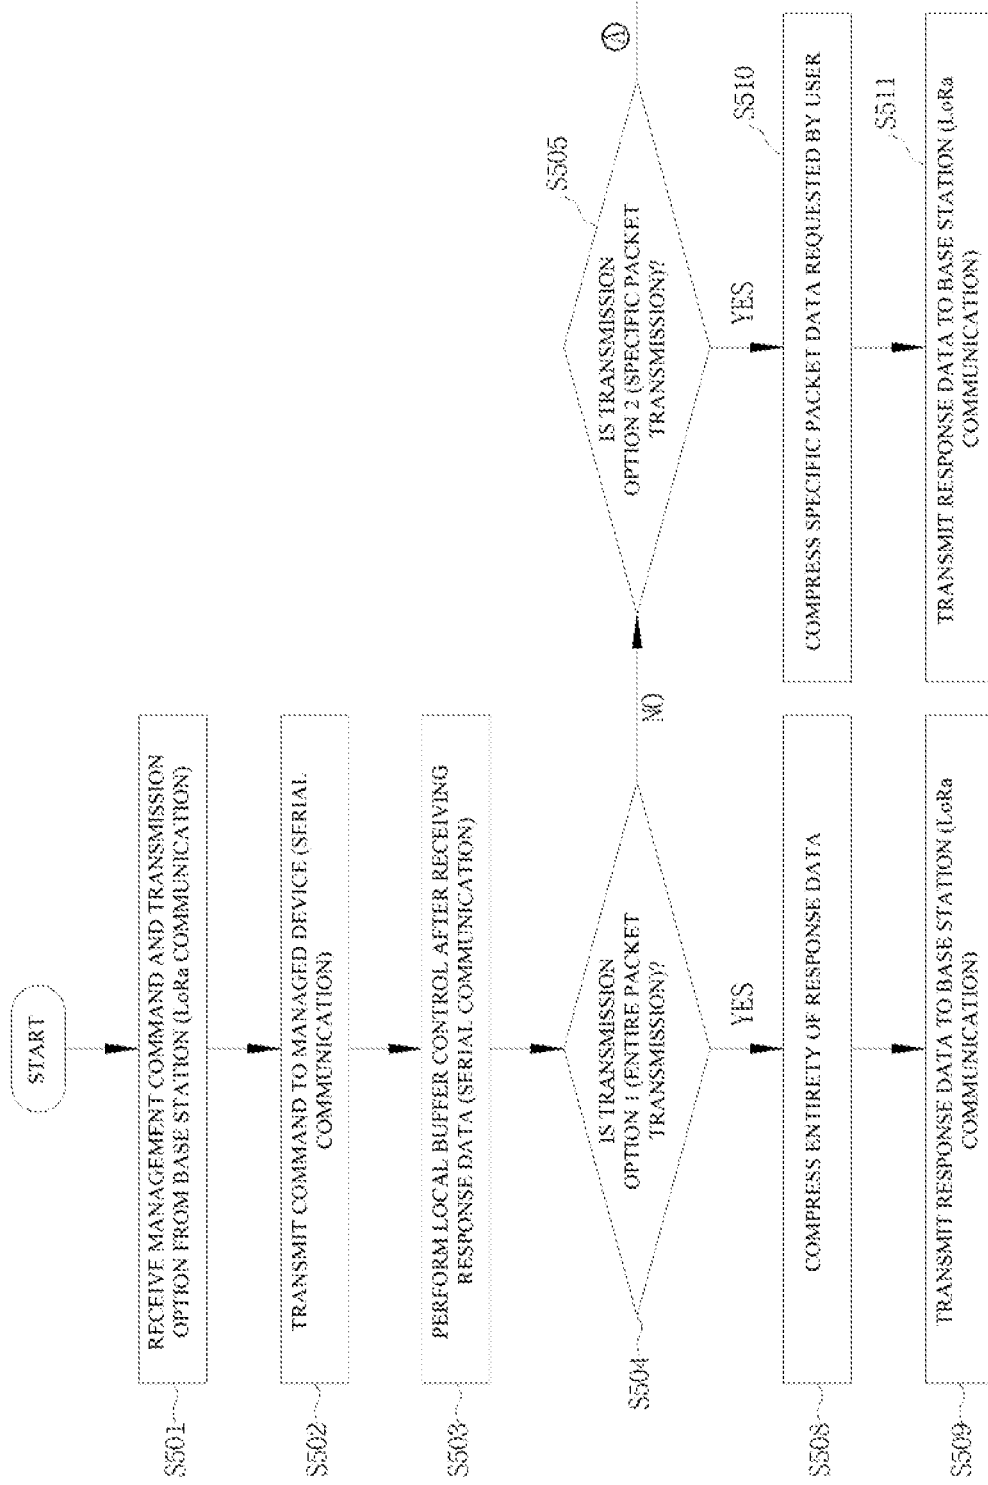 START
S501
RECEIVE MANAGEMENT COMMAND AND TRANSMISSION
OPTION FROM BASE STATION (LoRa COMMUNICATION)
S502
TRANSMIT COMMAND TO MANAGED DEVICE (SERIAL
COMMUNICATION)
S503
PERFORM LOCAL BUFFER CONTROL AFTER RECEIVING
RESPONSE DATA (SERIAL COMMUNICATION)
S504
IS TRANSMISSION
OPTION 1 (ENTIRE PACKET
TRANSMISSION)?
NO
YES
S508
COMPRESS ENTIRETY OF RESPONSE DATA
S509
TRANSMIT RESPONSE DATA TO BASE STATION (LoRa
COMMUNICATION)
S505
IS TRANSMISSION
OPTION 2 (SPECIFIC PACKET
TRANSMISSION)?
A
YES
S510
COMPRESS SPECIFIC PACKET DATA REQUESTED BY USER
S511
TRANSMIT RESPONSE DATA TO BASE STATION (LoRa
COMMUNICATION)